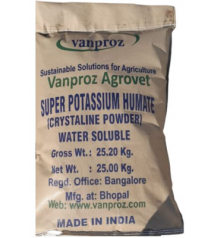 vanproz
Sustainable Solutions for Agriculture
Vanproz Agrovet
SUPER POTASSIUM HUMATE
(CRYSTALINE POWDER)
WATER SOLUBLE
Gross Wt.: 25.20 Kg.
Net Wt. : 25.00 Kg.
Regd. Office: Bangalore
Mfg. at: Bhopal
Web: www.vanproz.com
MADE IN INDIA